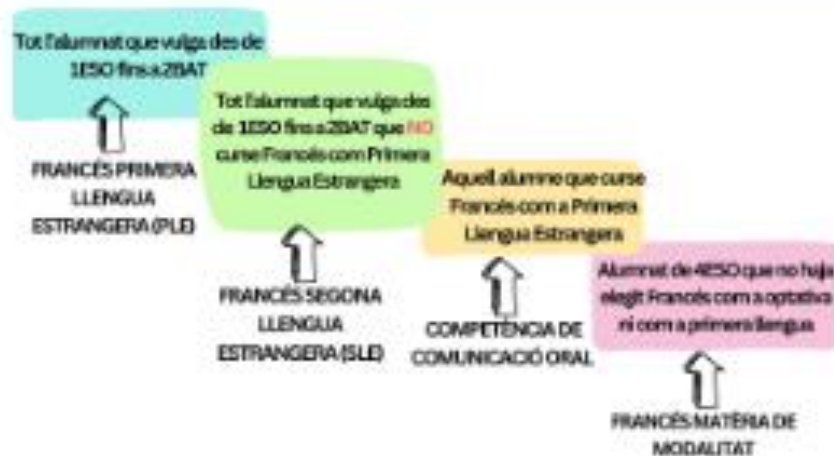 Tot l'alumnat que vulga des de
1ESO fins a 2BAT
FRANCÉS PRIMERA
LLENGUA
ESTRANGERA (PLE)
Tot l'alumnat que vulga des
de 1ESO fins a 2BAT que NO
curse Francés com Primera
Llengua Estrangera
FRANCÉS SEGONA
LLENGUA
ESTRANGERA (SLE)
Aquell alumne que curse
Francés com a Primera
Llengua Estrangera
COMPETÈNCIA DE
COMUNICACIÓ ORAL
Alumnat de 4ESO que no haja
elegit Francés com a optativa
ni com a primera llengua
FRANCÉS MATÈRIA DE
MODALITAT